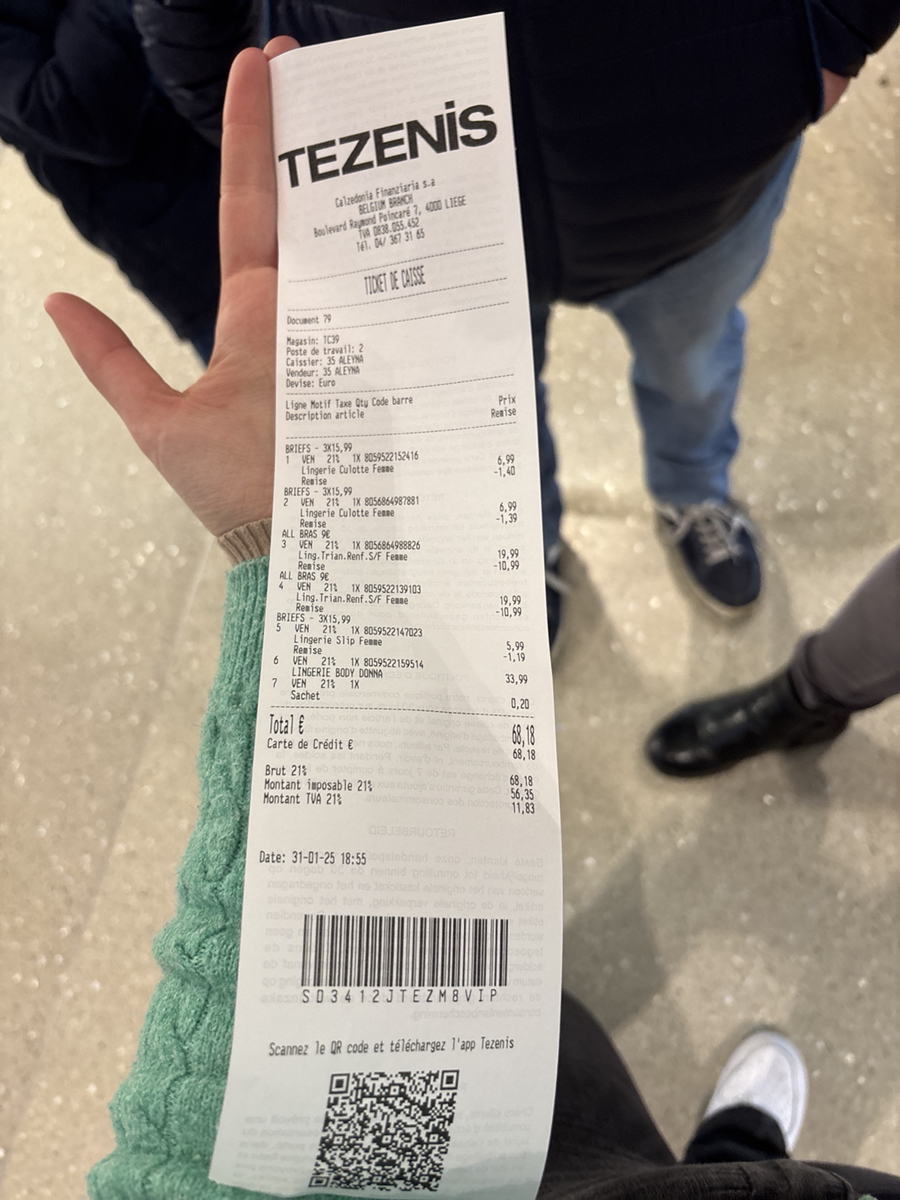 TEZENiS
Calzedonia Finanziaria s.a
BELGIUM BRANCH
Boulevard Raymond Poincaré 7, 4000 LIEGE
TVA 0838.055.452
Tél. 04/ 367 31 65
TICKET DE CAISSE
Document 79
Magasin: TC39
Poste de travail: 2
Caissier: 35 ALEYNA
Vendeur: 35 ALEYNA
Devise: Euro
Ligne Motif Taxe Qty Code barre Prix
Description article Remise
BRIEFS - 3X15,99
1 VEN 21% 1X 8059522152416 6,99
Lingerie Culotte Femme -1,40
Remise
BRIEFS - 3X15,99
2 VEN 21% 1X 8056864987881 6,99
Lingerie Culotte Femme -1,39
Remise
ALL BRAS 9€
3 VEN 21% 1X 8056864988826 19,99
Ling.Trian.Renf.S/F Femme -10,99
Remise
ALL BRAS 9€
4 VEN 21% 1X 8059522139103 19,99
Ling.Trian.Renf.S/F Femme -10,99
Remise
BRIEFS - 3X15,99
5 VEN 21% 1X 8059522147023 5,99
Lingerie Slip Femme -1,19
Remise
6 VEN 21% 1X 8059522159514 33,99
LINGERIE BODY DONNA
7 VEN 21% 1X 0,20
Sachet
Total € 68,18
Carte de Crédit € 68,18
Brut 21% 68,18
Montant imposable 21% 56,35
Montant TVA 21% 11,83
Date: 31-01-25 18:55
SD3412JTEZM8VIP
Scannez le QR code et téléchargez l'app Tezenis